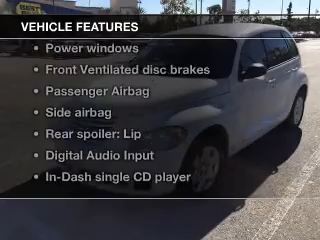 VEHICLE FEATURES
• Power windows
• Front Ventilated disc brakes
• Passenger Airbag
• Side airbag
• Rear spoiler: Lip
• Digital Audio Input
• In-Dash single CD player